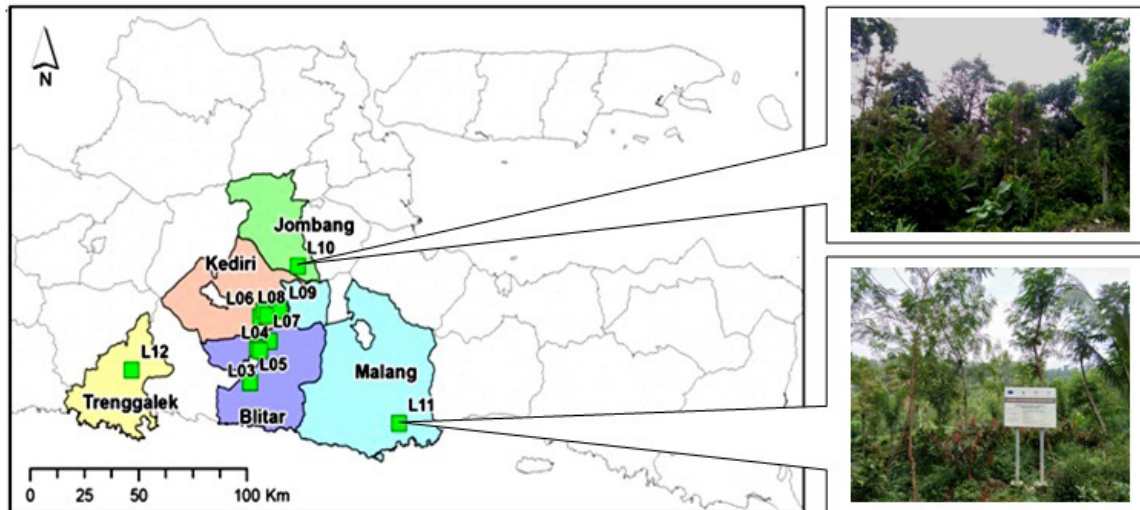 N
Jombang
L10
Kediri
L06 L08 L09
L07
L04
L12
L03 L05
Malang
Trenggalek
L11
Blitar
0 25 50 100 Km